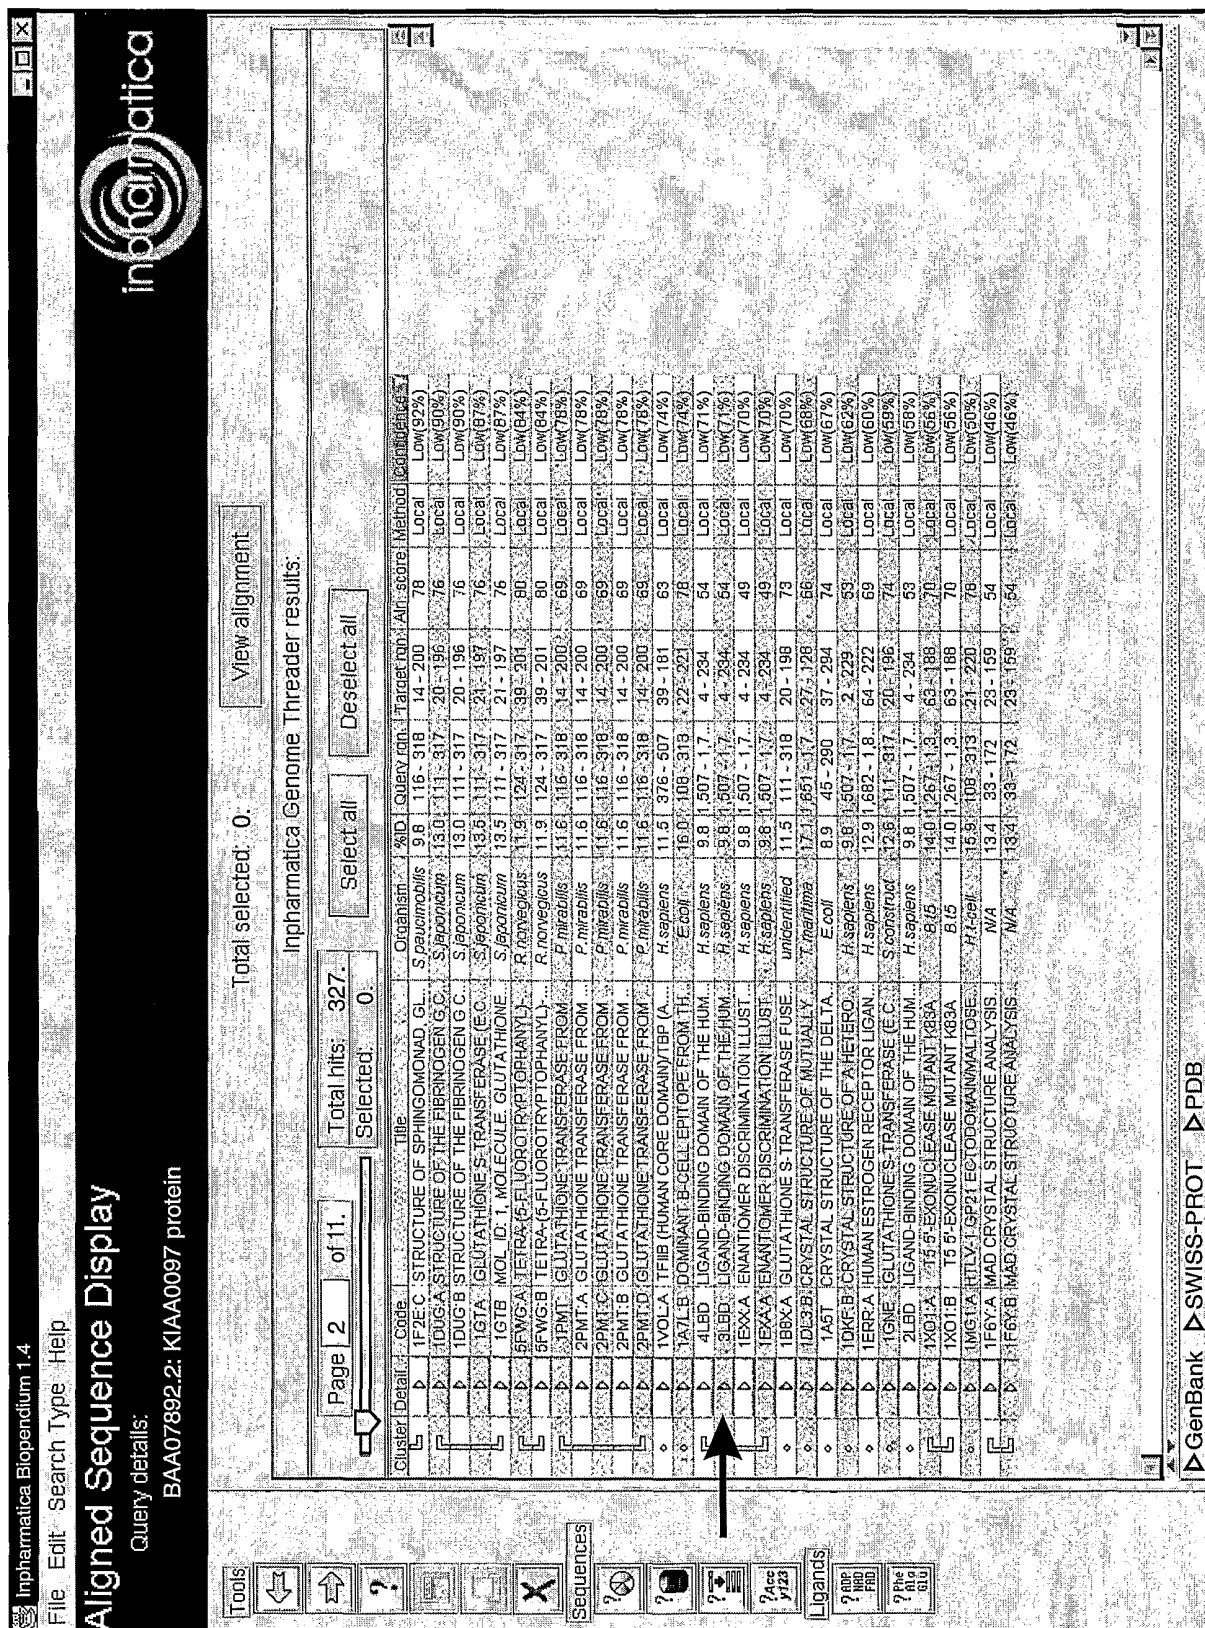 Inpharmatica Biopendium 1.4
File Edit Search Type Help
Aligned Sequence Display
Query details:
BAA07892.2: KIAA0097 protein
inpharmatica
Total selected: 0.
View alignment
Inpharmatica Genome Threader results:
Page 2 of 11.
Total hits: 327.
Selected: 0.
Select all
Deselect all
Cluster Detail Code Title Organism %ID Query ran Target ran Aln. score Method Confidence
1F2E:C STRUCTURE OF SPHINGOMONAD, GL S.paucimobilis 9.8 116 - 318 14 - 200 78 Local Low(92%)
1DUG:A STRUCTURE OF THE FIBRINOGEN G.C. S.japonicum 13.0 111 - 317 20 - 196 76 Local Low(90%)
1DUG:B STRUCTURE OF THE FIBRINOGEN G C. S.japonicum 13.0 111 - 317 20 - 196 76 Local Low(90%)
1GTA GLUTATHIONE S-TRANSFERASE (E.C... S.japonicum 13.5 111 - 317 21 - 197 76 Local Low(87%)
1GTB MOL_ID: 1, MOLECULE. GLUTATHIONE S.japonicum 13.5 111 - 317 21 - 197 76 Local Low(87%)
5FWG:A TETRA-(5-FLUOROTRYPTOPHANYL)-... R.norvegicus 11.9 124 - 317 39 - 201 80 Local Low(84%)
5FWG:B TETRA-(5-FLUOROTRYPTOPHANYL)-... R.norvegicus 11.9 124 - 317 39 - 201 80 Local Low(84%)
1PMT GLUTATHIONE TRANSFERASE FROM P.mirabilis 11.6 116 - 318 14 - 200 69 Local Low(78%)
2PMT:A GLUTATHIONE TRANSFERASE FROM... P.mirabilis 11.6 116 - 318 14 - 200 69 Local Low(78%)
2PMT:C GLUTATHIONE TRANSFERASE FROM... P.mirabilis 11.6 116 - 318 14 - 200 69 Local Low(78%)
2PMT:B GLUTATHIONE TRANSFERASE FROM P mirabilis 11.6 116 - 318 14 - 200 69 Local Low(78%)
2PMT:D GLUTATHIONE TRANSFERASE FROM P.mirabilis 11.6 116 - 318 14 - 200 69 Local Low(78%)
1VOL:A TFIIB (HUMAN CORE DOMAIN)/TBP (A... H.sapiens 11.5 376 - 507 39 - 181 63 Local Low(74%)
1A7L:B DOMINANT B-CELL EPITOPE FROM TH.. E.coli 16.0 108 - 313 22 - 221 78 Local Low(74%)
4LBD LIGAND-BINDING DOMAIN OF THE HUM... H.sapiens 9.8 1,507 - 1,7... 4 - 234 54 Local Low(71%)
3LBD LIGAND-BINDING DOMAIN OF THE HUM H.sapiens 9.8 1,507 - 1,7... 4 - 234 54 Local Low(71%)
1EXX:A ENANTIOMER DISCRIMINATION ILLUST... H.sapiens 9.8 1,507 - 1,7... 4 - 234 49 Local Low(70%)
1EXA:A ENANTIOMER DISCRIMINATION ILLUST H.sapiens 9.8 1,507 - 1,7... 4 - 234 49 Local Low(70%)
1B8X:A GLUTATHIONE S-TRANSFERASE FUSE... unidentified 11.5 111 - 318 20 - 198 73 Local Low(70%)
1DL3:B CRYSTAL STRUCTURE OF MUTUALLY... T.maritima 17.1 1,651 - 1,7... 27 - 128 66 Local Low(68%)
1A5T CRYSTAL STRUCTURE OF THE DELTA. E.coli 8.9 45 - 290 37 - 294 74 Local Low(67%)
1DKF:B CRYSTAL STRUCTURE OF A HETERO.. H.sapiens 9.8 1,507 - 1,7... 2 - 229 53 Local Low(62%)
1ERR:A HUMAN ESTROGEN RECEPTOR LIGAN. H.sapiens 12.9 1,682 - 1,8... 64 - 222 69 Local Low(60%)
1GNE GLUTATHIONE S-TRANSFERASE (E.C... S.construct 12.6 111 - 317 20 - 196 74 Local Low(59%)
2LBD LIGAND-BINDING DOMAIN OF THE HUM H.sapiens 9.8 1,507 - 1,7... 4 - 234 53 Local Low(58%)
1XO1:A T5 5'-EXONUCLEASE MUTANT K83A B.t5 14.0 1,267 - 1,3... 63 - 188 70 Local Low(56%)
1XO1:B T5 5'-EXONUCLEASE MUTANT K83A B.t5 14.0 1,267 - 1,3... 63 - 188 70 Local Low(56%)
1MG1:A HTLV-1 GP21 ECTODOMAIN/MALTOSE... H.t-cell 15.9 108 - 313 21 - 220 78 Local Low(50%)
1F6Y:A MAD CRYSTAL STRUCTURE ANALYSIS.. N/A 13.4 33 - 172 23 - 159 54 Local Low(46%)
1F6Y:B MAD CRYSTAL STRUCTURE ANALYSIS N/A 13.4 33 - 172 23 - 159 54 Local Low(46%)
Tools
Sequences
?Acc
y123
Ligands
? ADP
NAD
FAD
? Phe
Ala
Glu
GenBank SWISS-PROT PDB